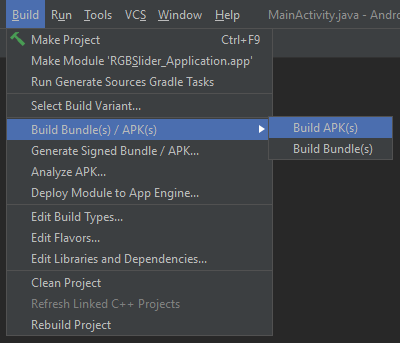 Build Run Tools VCS Window Help MainActivity.java - Andro
Make Project Ctrl+F9
Make Module 'RGBSlider_Application.app'
Run Generate Sources Gradle Tasks
Select Build Variant...
Build Bundle(s) / APK(s) Build APK(s)
Generate Signed Bundle / APK... Build Bundle(s)
Analyze APK...
Deploy Module to App Engine...
Edit Build Types...
Edit Flavors...
Edit Libraries and Dependencies...
Clean Project
Refresh Linked C++ Projects
Rebuild Project